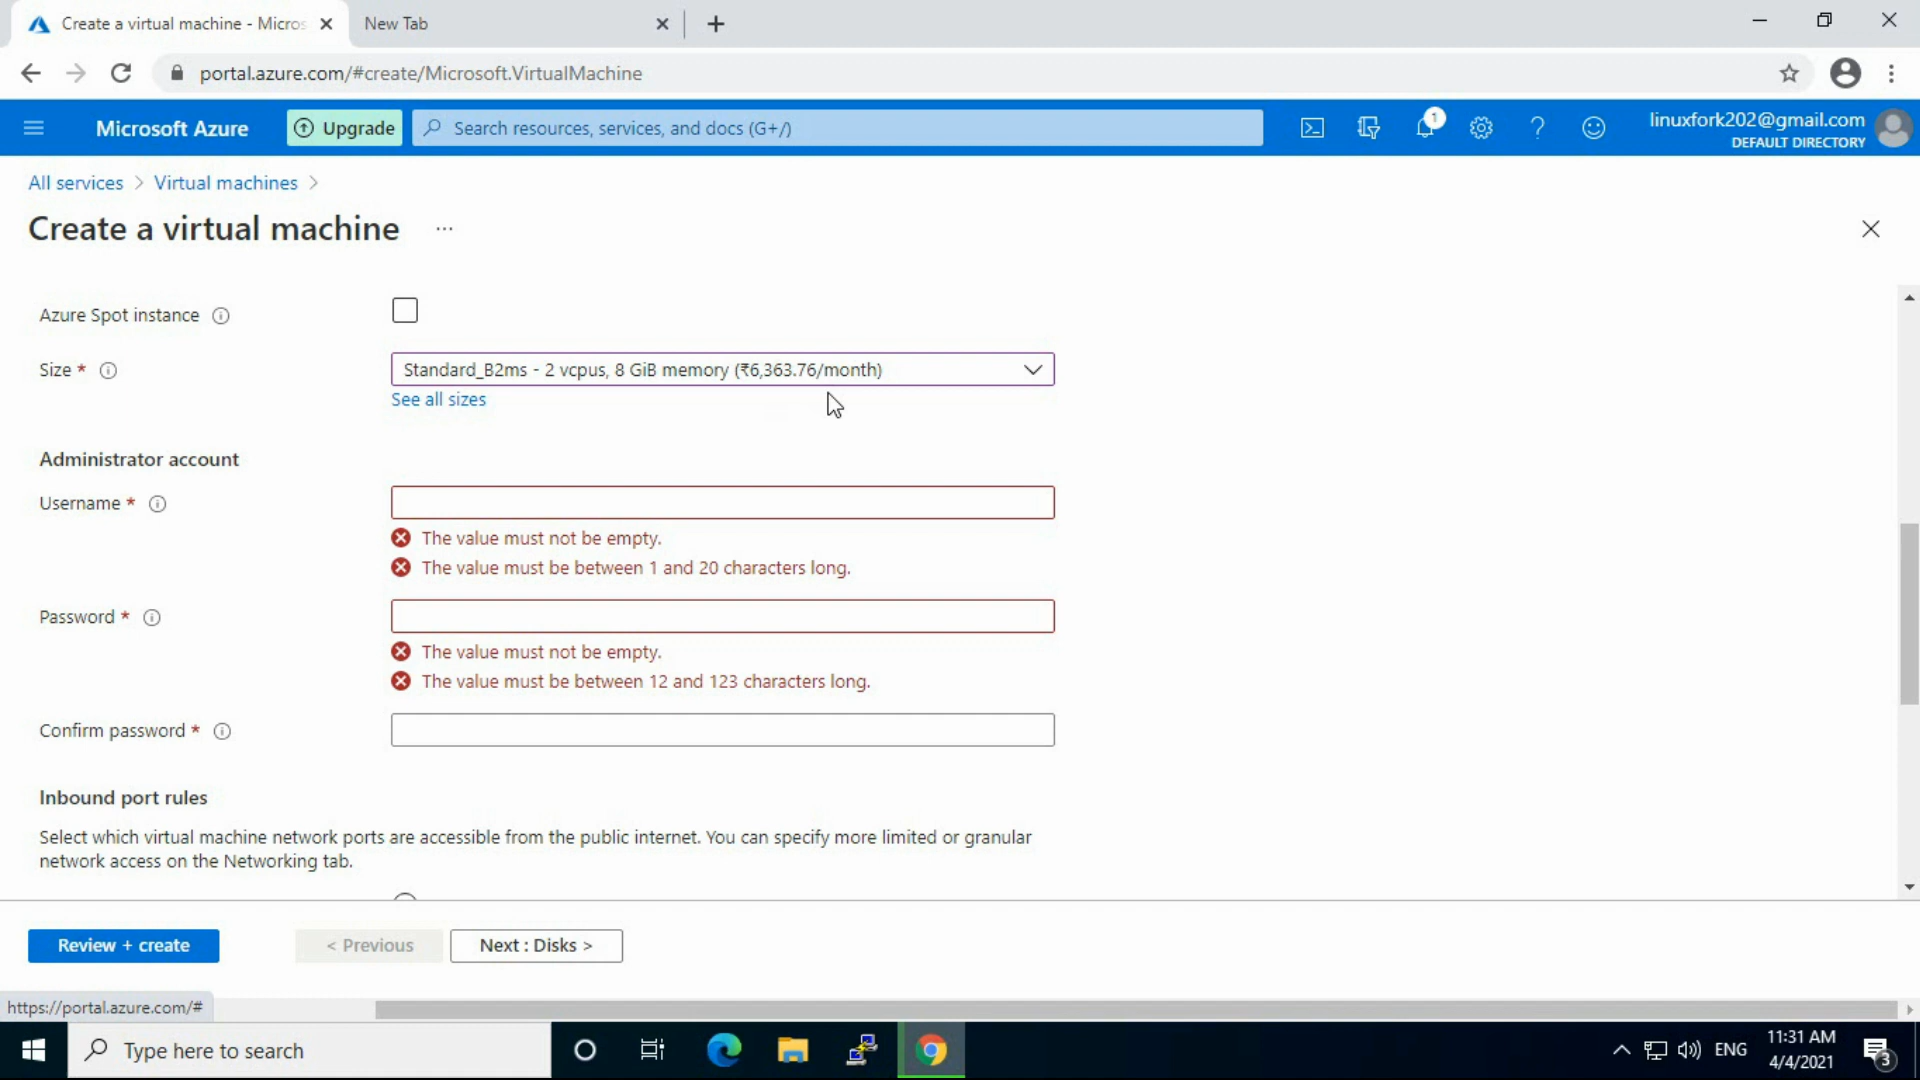 Create a virtual machine - Micros
New Tab
portal.azure.com/#create/Microsoft.VirtualMachine
Microsoft Azure
Upgrade
Search resources, services, and docs (G+/)
1
linuxfork202@gmail.com
DEFAULT DIRECTORY
All services > Virtual machines >
Create a virtual machine ...
Azure Spot instance
Size *
Standard_B2ms - 2 vcpus, 8 GiB memory (₹6,363.76/month)
See all sizes
Administrator account
Username *
The value must not be empty.
The value must be between 1 and 20 characters long.
Password *
The value must not be empty.
The value must be between 12 and 123 characters long.
Confirm password *
Inbound port rules
Select which virtual machine network ports are accessible from the public internet. You can specify more limited or granular
network access on the Networking tab.
Review + create
< Previous
Next : Disks >
https://portal.azure.com/#
Type here to search
ENG
11:31 AM
4/4/2021
3